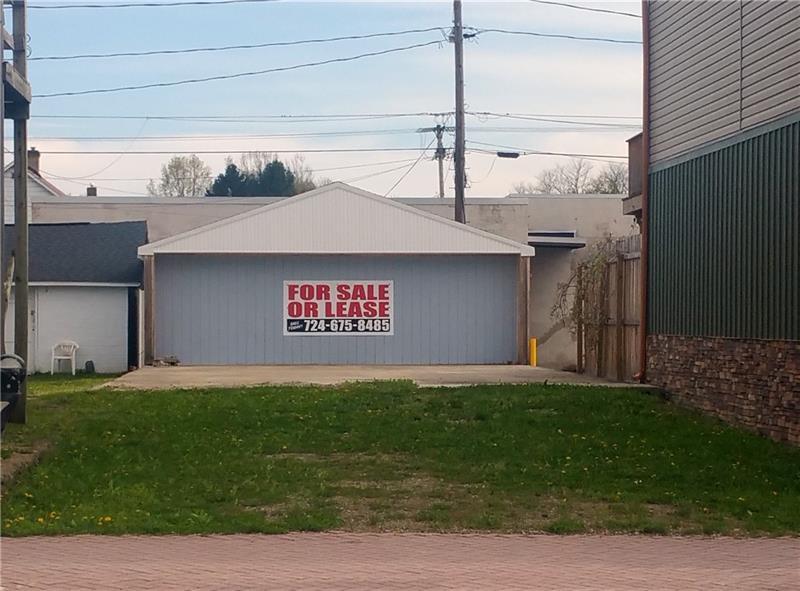 FOR SALE
OR LEASE
724-675-8485